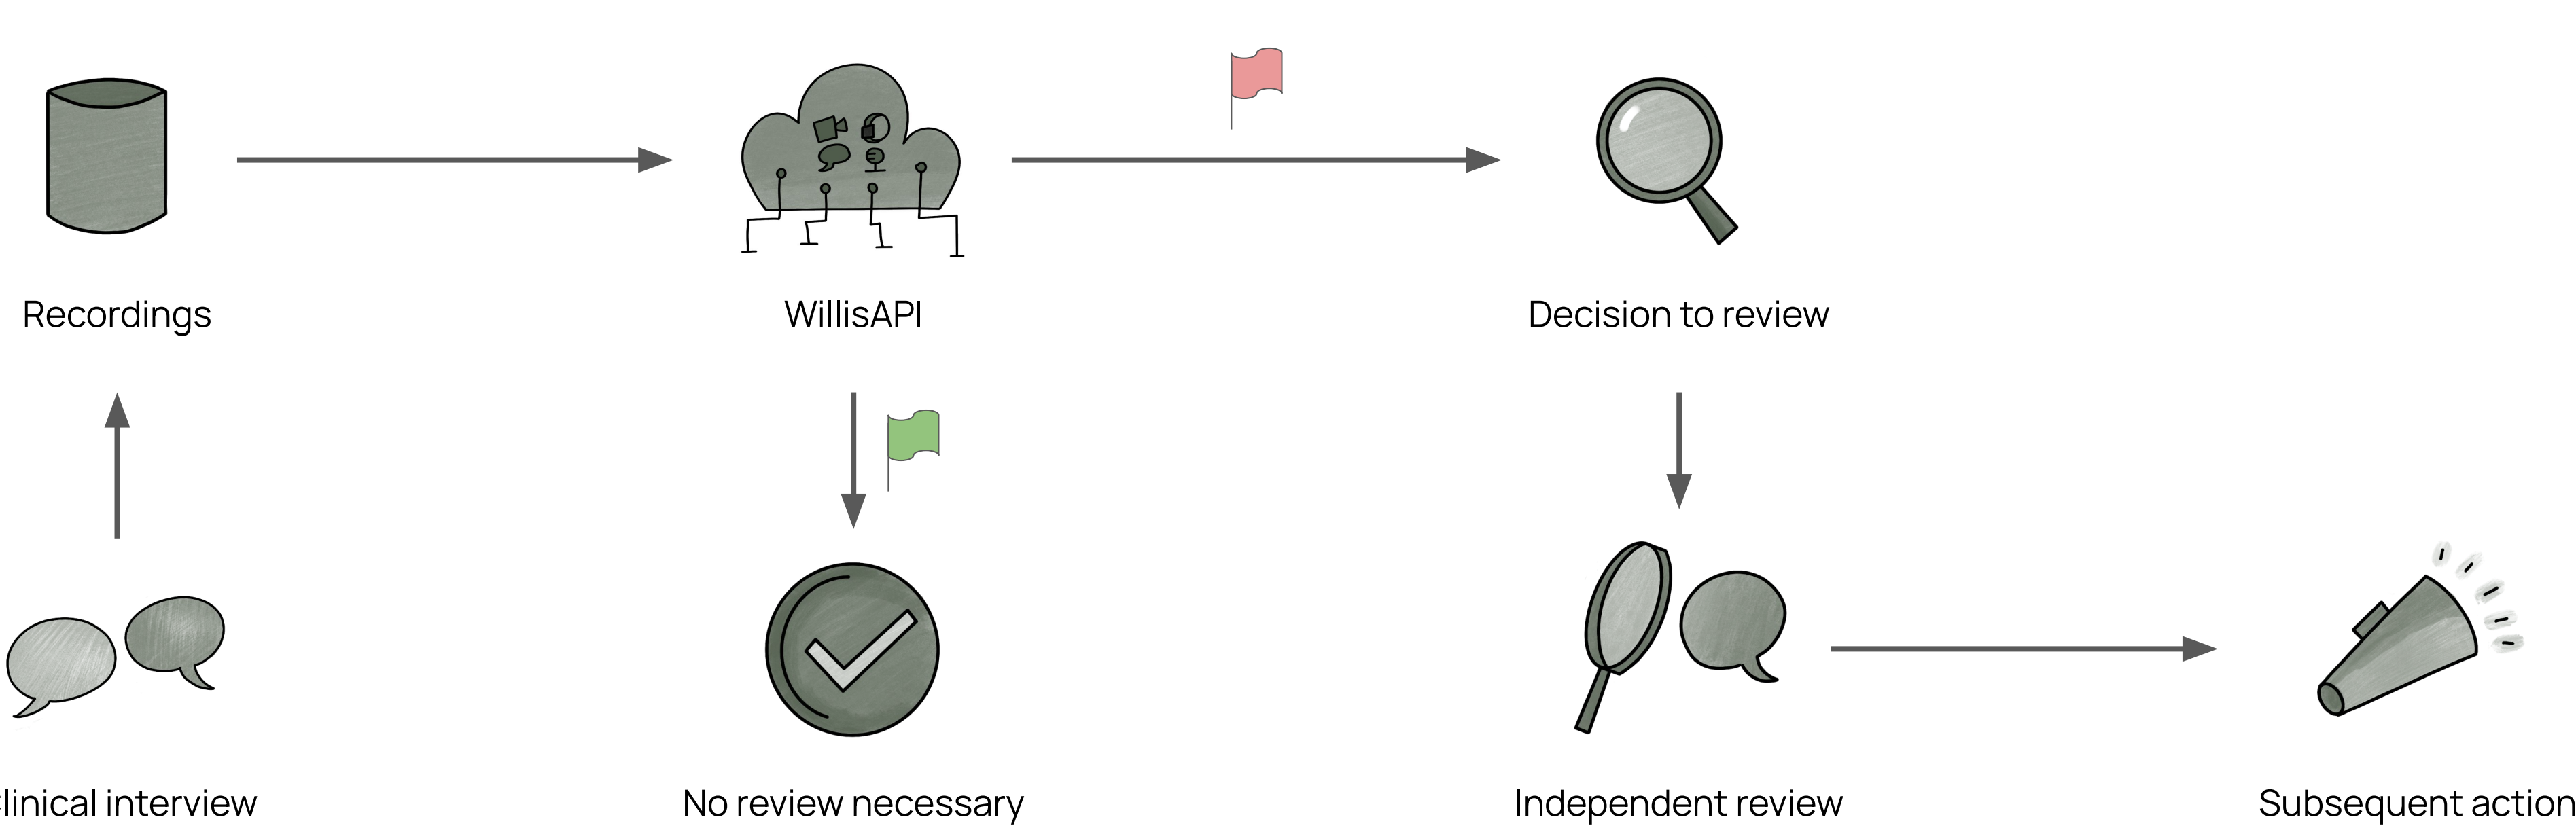 Recordings
WillisAPI
Decision to review
linical interview
No review necessary
Independent review
Subsequent action